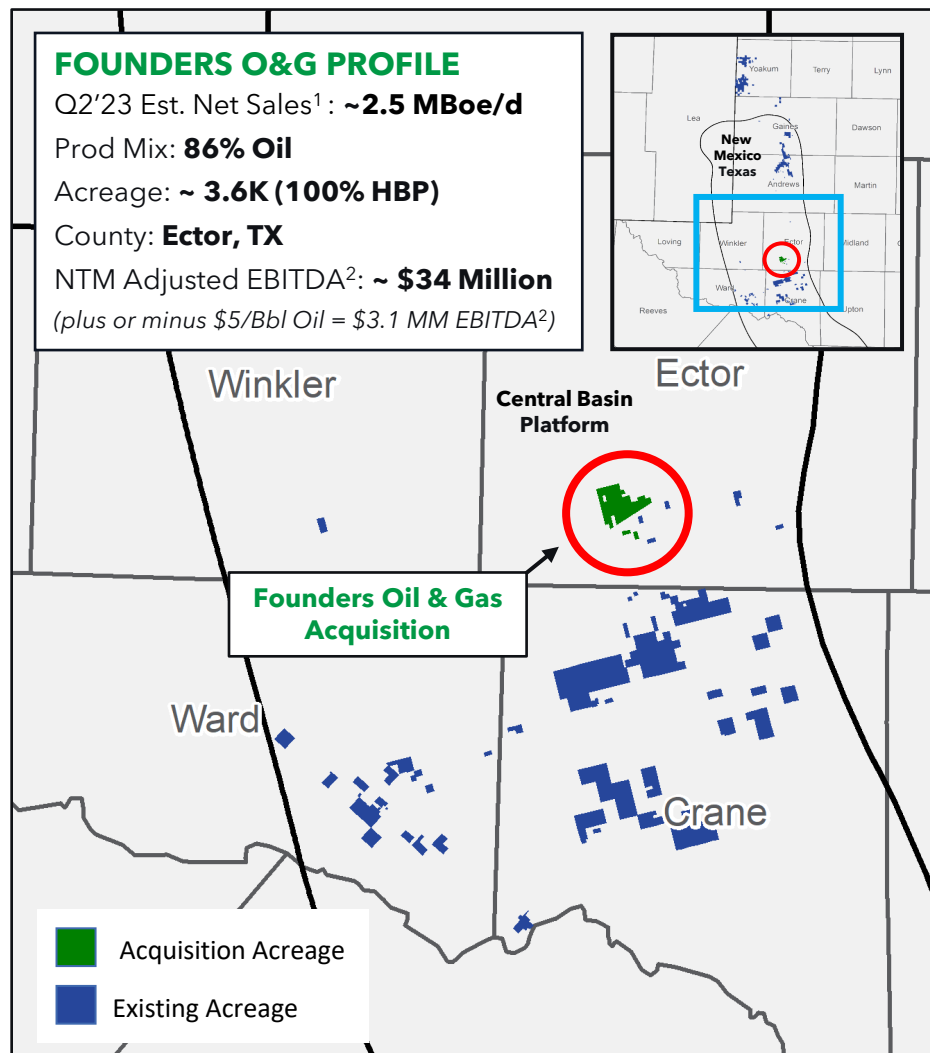 FOUNDERS O&G PROFILE
Q2'23 Est. Net Sales¹ : ~2.5 MBoe/d
Prod Mix: 86% Oil
Acreage: ~ 3.6K (100% HBP)
County: Ector, TX
NTM Adjusted EBITDA²: ~ $34 Million
(plus or minus $5/Bbl Oil = $3.1 MM EBITDA²)
Yoakum
Terry
Lynn
Lea
Gaines
Dawson
New
Mexico
Texas
Andrews
Martin
Loving
Winkler
Ector
Midland
Ward
Crane
Reeves
Upton
Winkler
Ector
Central Basin
Platform
Founders Oil & Gas
Acquisition
Ward
Crane
Acquisition Acreage
Existing Acreage